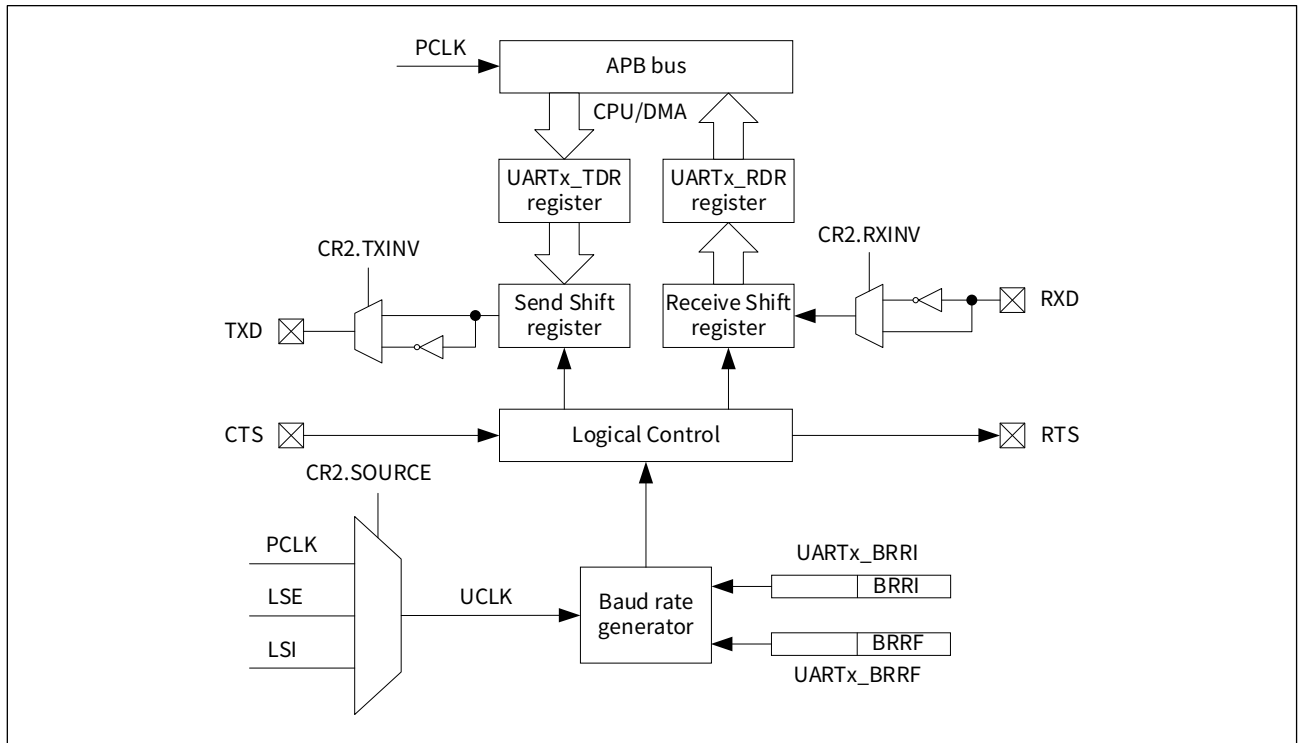 PCLK
APB bus
CPU/DMA
UARTx_TDR
register
UARTx_RDR
register
CR2.TXINV
CR2.RXINV
TXD
Send Shift
register
Receive Shift
register
RXD
CTS
Logical Control
RTS
CR2.SOURCE
PCLK
LSE
LSI
UCLK
Baud rate
generator
UARTx_BRRI
BRRI
BRRF
UARTx_BRRF